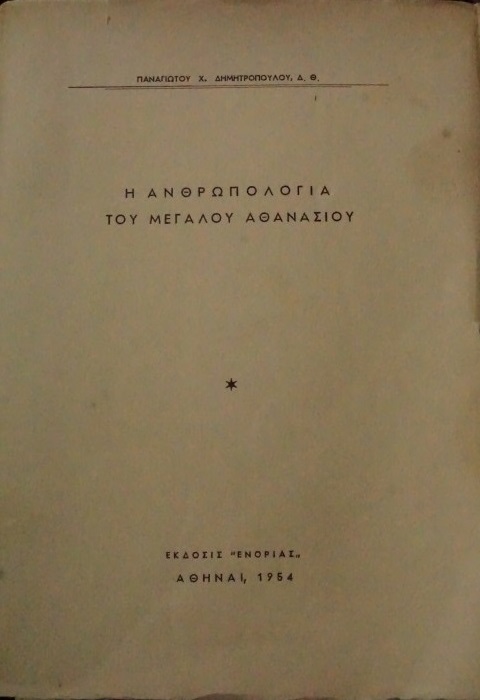 ΠΑΝΑΓΙΩΤΟΥ Χ. ΔΗΜΗΤΡΟΠΟΥΛΟΥ, Δ. Θ.
Η ΑΝΘΡΩΠΟΛΟΓΙΑ
ΤΟΥ ΜΕΓΑΛΟΥ ΑΘΑΝΑΣΙΟΥ
ΕΚΔΟΣΙΣ "ΕΝΟΡΙΑΣ„
ΑΘΗΝΑΙ, 1954